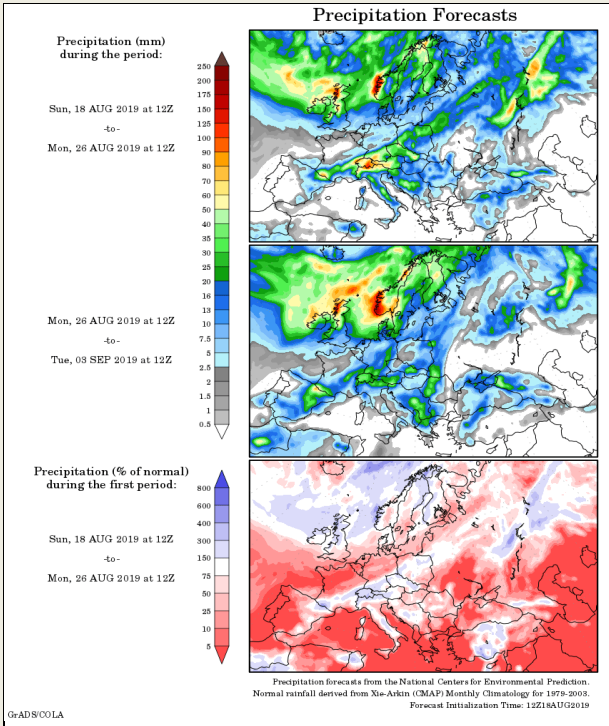 Precipitation Forecasts
Precipitation (mm)
during the period:
Sun, 18 AUG 2019 at 12Z
-to-
Mon, 26 AUG 2019 at 12Z
250
200
175
150
125
100
90
80
70
60
50
40
35
30
25
20
16
13
10
7.5
5
2.5
2
1.5
1
0.5
Mon, 26 AUG 2019 at 12Z
-to-
Tue, 03 SEP 2019 at 12Z
Precipitation (% of normal)
during the first period:
Sun, 18 AUG 2019 at 12Z
-to-
Mon, 26 AUG 2019 at 12Z
800
600
400
300
150
75
50
25
10
5
Precipitation forecasts from the National Centers for Environmental Prediction.
Normal rainfall derived from Xie-Arkin (CMAP) Monthly Climatology for 1979-2003.
Forecast Initialization Time: 12Z18AUG2019
GrADS/COLA